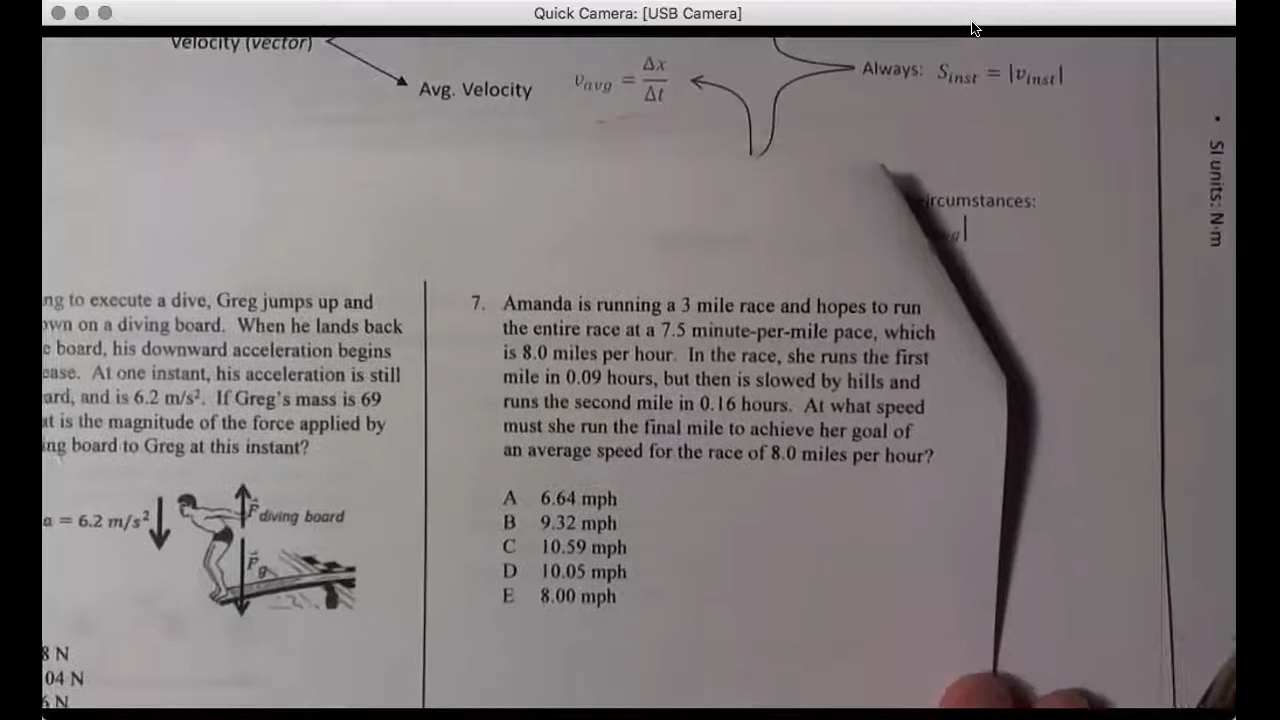 Quick Camera: [USB Camera]
Velocity (vector)
Avg. Velocity
v_avg = Δx/Δt
Always: S_inst = |v_inst|
SI units: N·m
ircumstances:
ng to execute a dive, Greg jumps up and
own on a diving board. When he lands back
e board, his downward acceleration begins
ease. At one instant, his acceleration is still
ard, and is 6.2 m/s². If Greg's mass is 69
at is the magnitude of the force applied by
ing board to Greg at this instant?
a = 6.2 m/s²
F diving board
F g
8 N
04 N
6 N
7. Amanda is running a 3 mile race and hopes to run
the entire race at a 7.5 minute-per-mile pace, which
is 8.0 miles per hour. In the race, she runs the first
mile in 0.09 hours, but then is slowed by hills and
runs the second mile in 0.16 hours. At what speed
must she run the final mile to achieve her goal of
an average speed for the race of 8.0 miles per hour?
A 6.64 mph
B 9.32 mph
C 10.59 mph
D 10.05 mph
E 8.00 mph